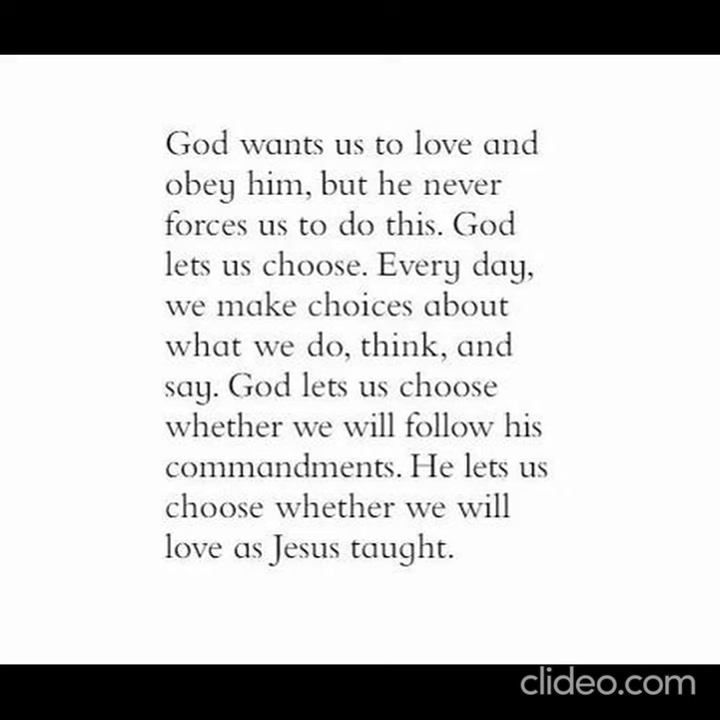 God wants us to love and
obey him, but he never
forces us to do this. God
lets us choose. Every day,
we make choices about
what we do, think, and
say. God lets us choose
whether we will follow his
commandments. He lets us
choose whether we will
love as Jesus taught.
clideo.com